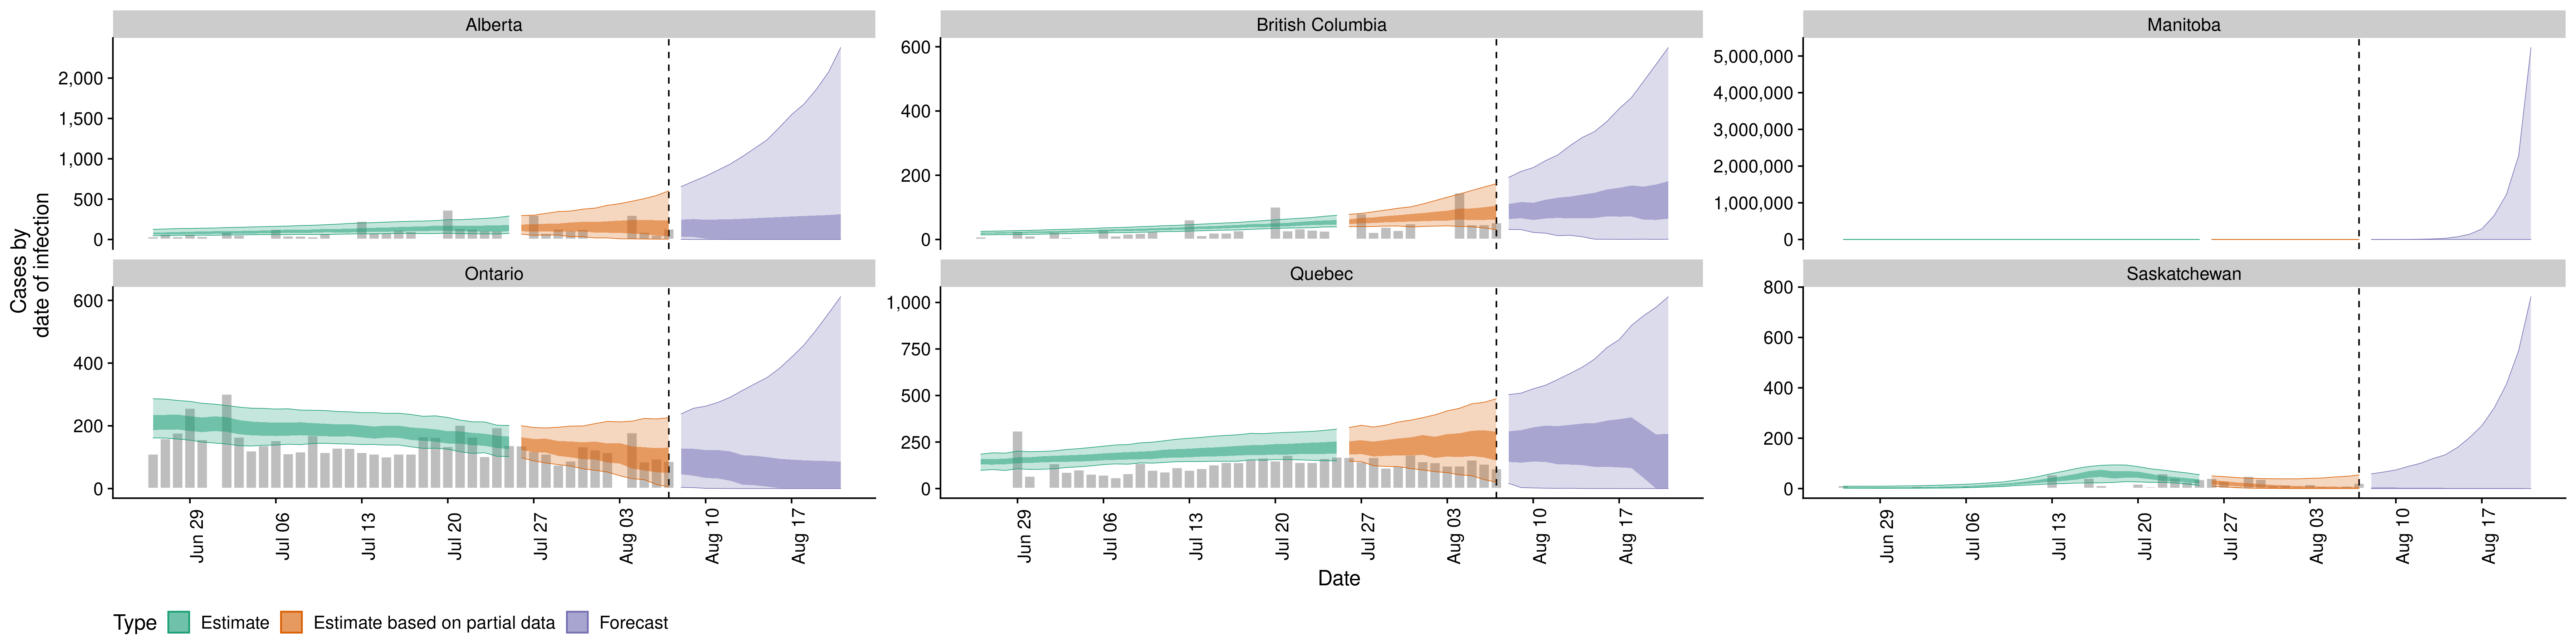 Alberta
British Columbia
Manitoba
2,000
1,500
1,000
500
0
600
400
200
0
5,000,000
4,000,000
3,000,000
2,000,000
1,000,000
0
Cases by
date of infection
Ontario
Quebec
Saskatchewan
600
400
200
0
1,000
750
500
250
0
800
600
400
200
0
Jun 29
Jul 06
Jul 13
Jul 20
Jul 27
Aug 03
Aug 10
Aug 17
Jun 29
Jul 06
Jul 13
Jul 20
Jul 27
Aug 03
Aug 10
Aug 17
Jun 29
Jul 06
Jul 13
Jul 20
Jul 27
Aug 03
Aug 10
Aug 17
Date
Type Estimate Estimate based on partial data Forecast